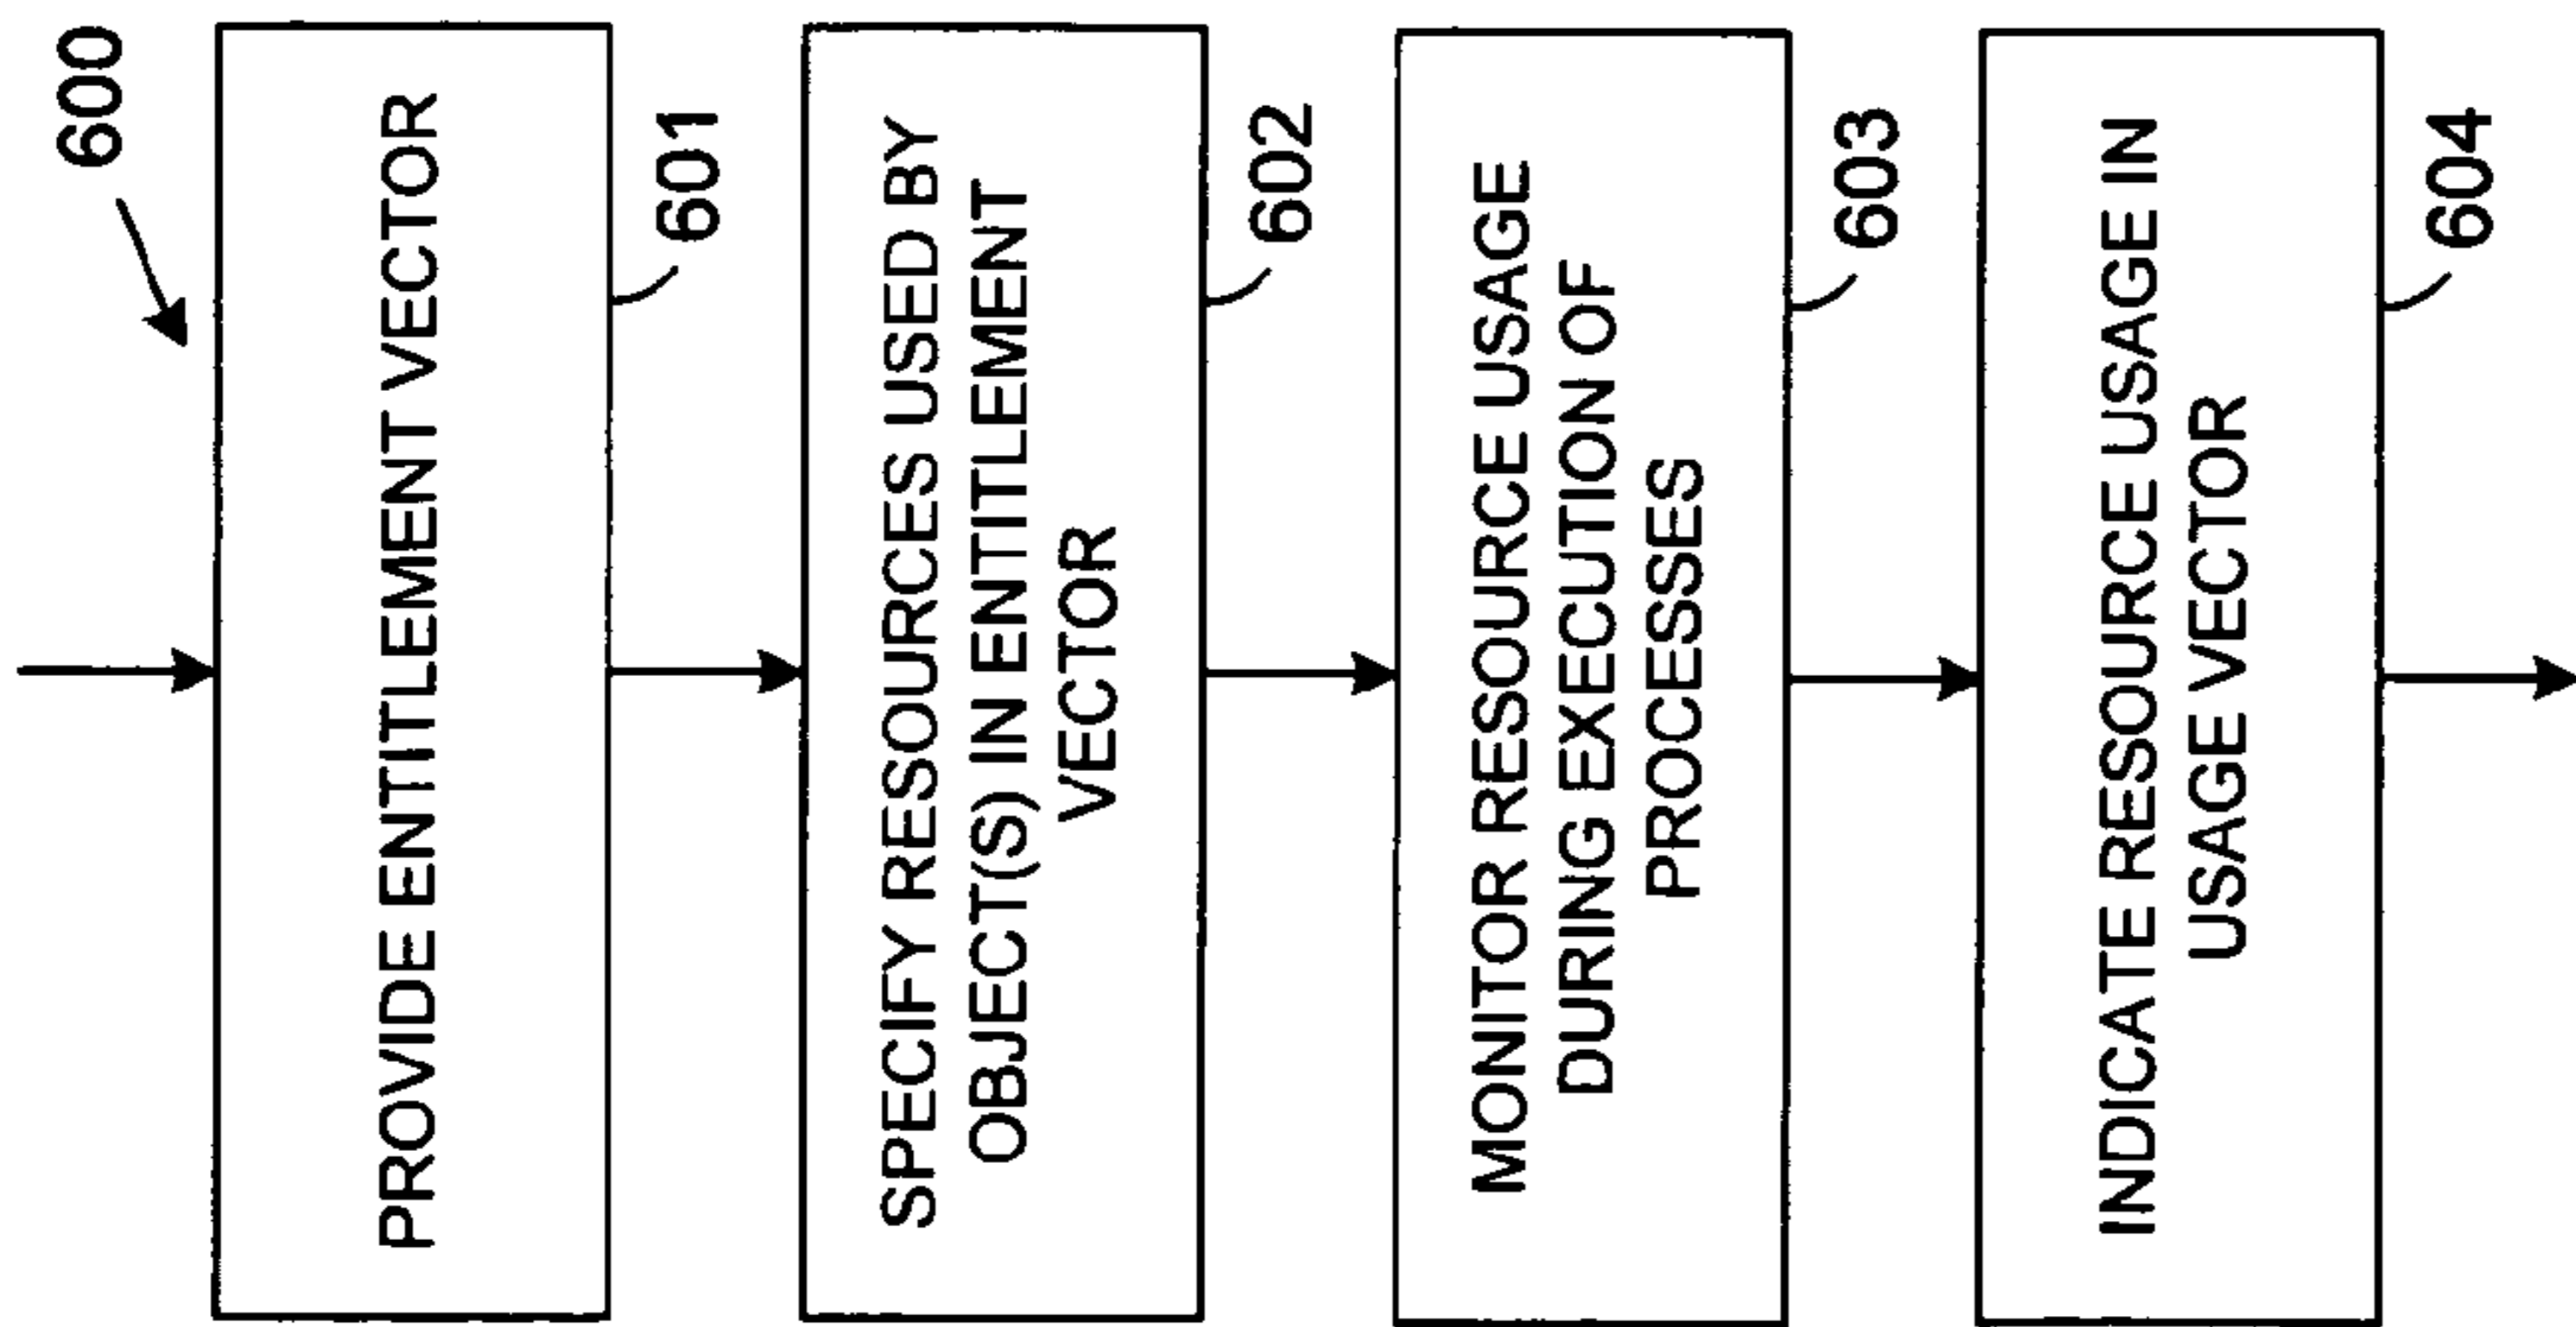 600
PROVIDE ENTITLEMENT VECTOR
601
SPECIFY RESOURCES USED BY
OBJECT(S) IN ENTITLEMENT
VECTOR
602
MONITOR RESOURCE USAGE
DURING EXECUTION OF
PROCESSES
603
INDICATE RESOURCE USAGE IN
USAGE VECTOR
604